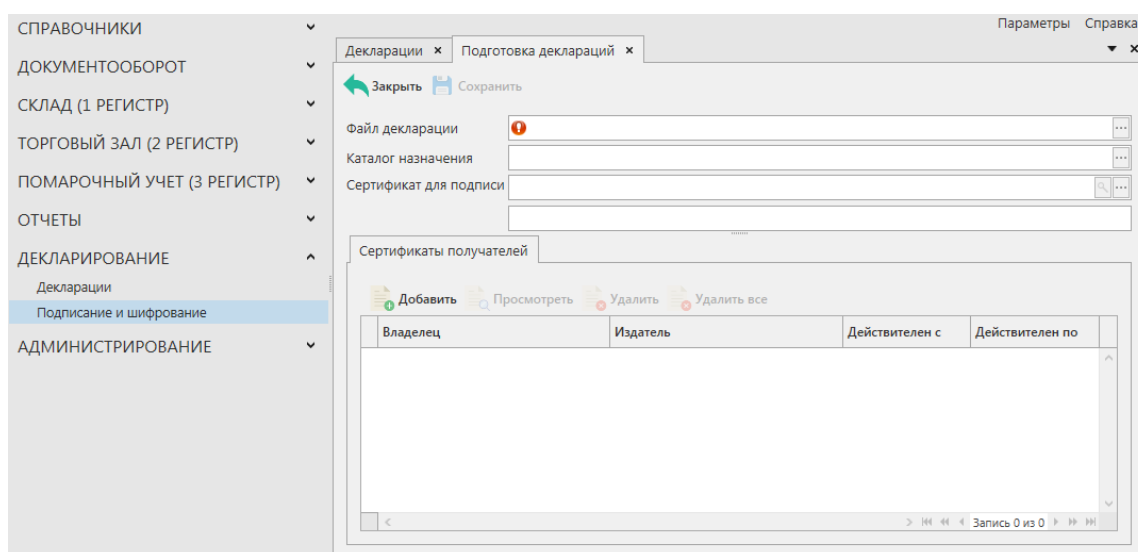 Параметры Справка
СПРАВОЧНИКИ
ДОКУМЕНТООБОРОТ
СКЛАД (1 РЕГИСТР)
ТОРГОВЫЙ ЗАЛ (2 РЕГИСТР)
ПОМАРОЧНЫЙ УЧЕТ (3 РЕГИСТР)
ОТЧЕТЫ
ДЕКЛАРИРОВАНИЕ
Декларации
Подписание и шифрование
АДМИНИСТРИРОВАНИЕ
Декларации Подготовка деклараций
Закрыть Сохранить
Файл декларации
Каталог назначения
Сертификат для подписи
Сертификаты получателей
Добавить Просмотреть Удалить Удалить все
Владелец Издатель Действителен с Действителен по
Запись 0 из 0